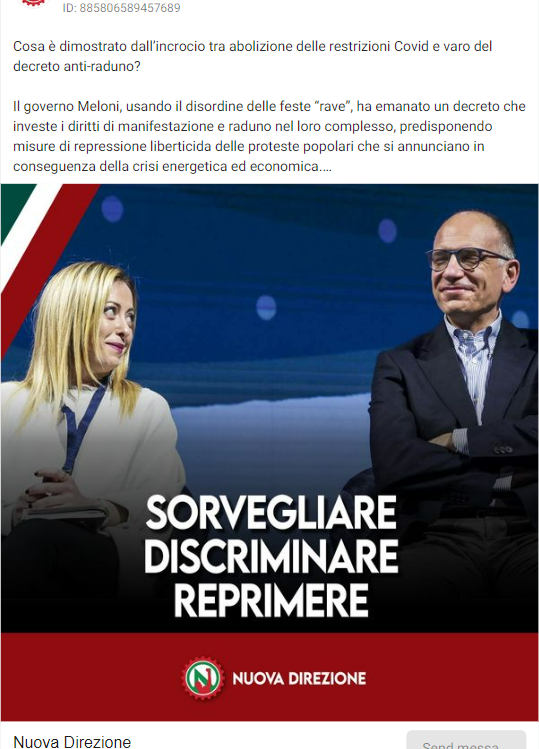 ID: 885806589457689
Cosa è dimostrato dall'incrocio tra abolizione delle restrizioni Covid e varo del
decreto anti-raduno?
Il governo Meloni, usando il disordine delle feste “rave”, ha emanato un decreto che
investe i diritti di manifestazione e raduno nel loro complesso, predisponendo
misure di repressione liberticida delle proteste popolari che si annunciano in
conseguenza della crisi energetica ed economica....
SORVEGLIARE
DISCRIMINARE
REPRIMERE
N NUOVA DIREZIONE
Nuova Direzione
Send messa...